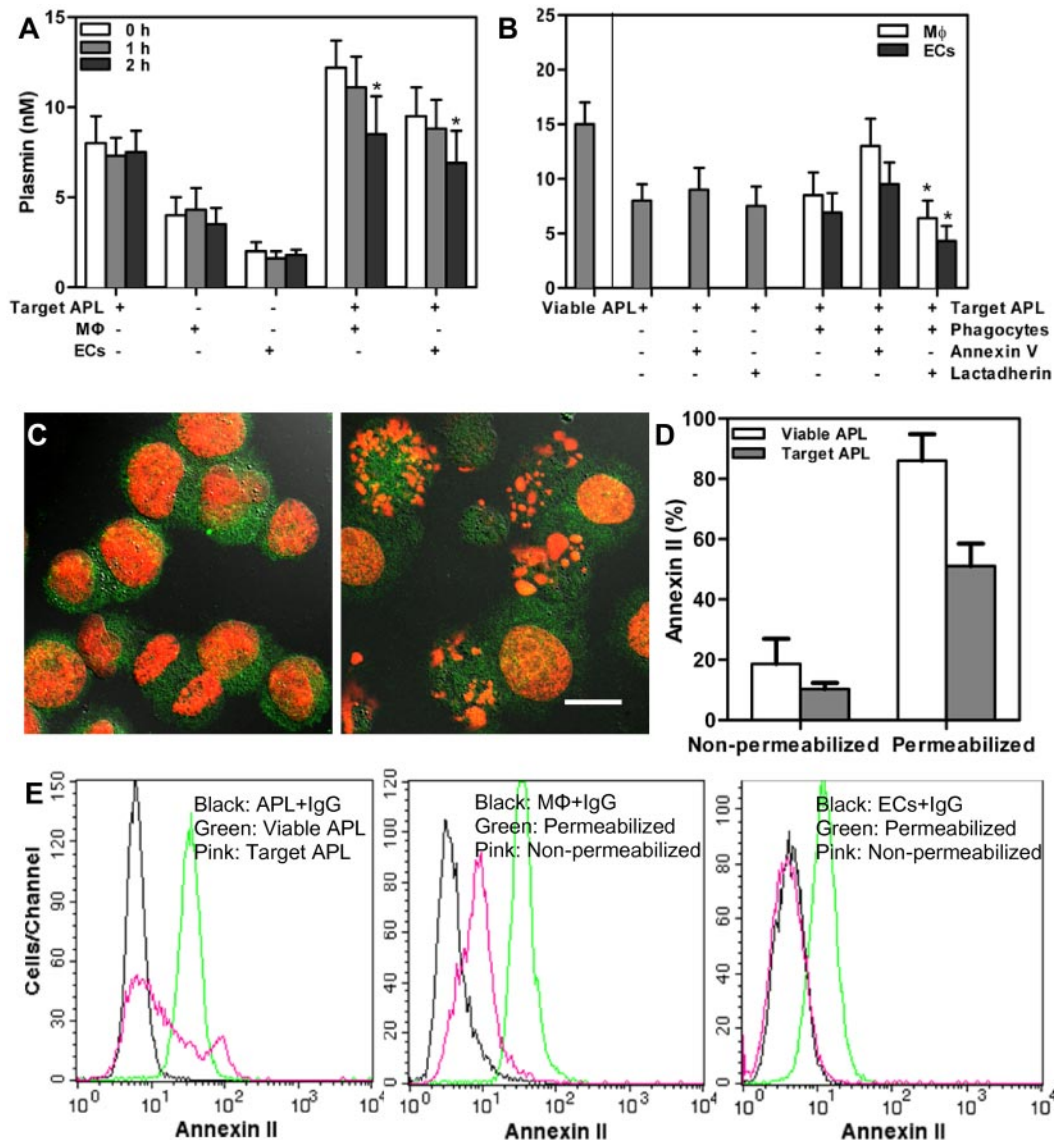 A
0 h
1 h
2 h
Plasmin (nM)
15
10
5
0
Target APL + - - + +
MΦ - + - + -
ECs - - + - +
* *
B
Mϕ
ECs
25
20
15
10
5
0
* *
Viable APL + + + + + + Target APL
- - - + + + Phagocytes
- + - - + - Annexin V
- - + - - + Lactadherin
C
D
Viable APL
Target APL
Annexin II (%)
100
80
60
40
20
0
Non-permeabilized Permeabilized
E
Cells/Channel
150
120
90
60
30
0
Black: APL+IgG
Green: Viable APL
Pink: Target APL
10⁰ 10¹ 10² 10³ 10⁴
Annexin II
120
100
80
60
40
20
0
Black: MΦ+IgG
Green: Permeabilized
Pink: Non-permeabilized
10⁰ 10¹ 10² 10³ 10⁴
Annexin II
100
80
60
40
20
0
Black: ECs+IgG
Green: Permeabilized
Pink: Non-permeabilized
10⁰ 10¹ 10² 10³ 10⁴
Annexin II